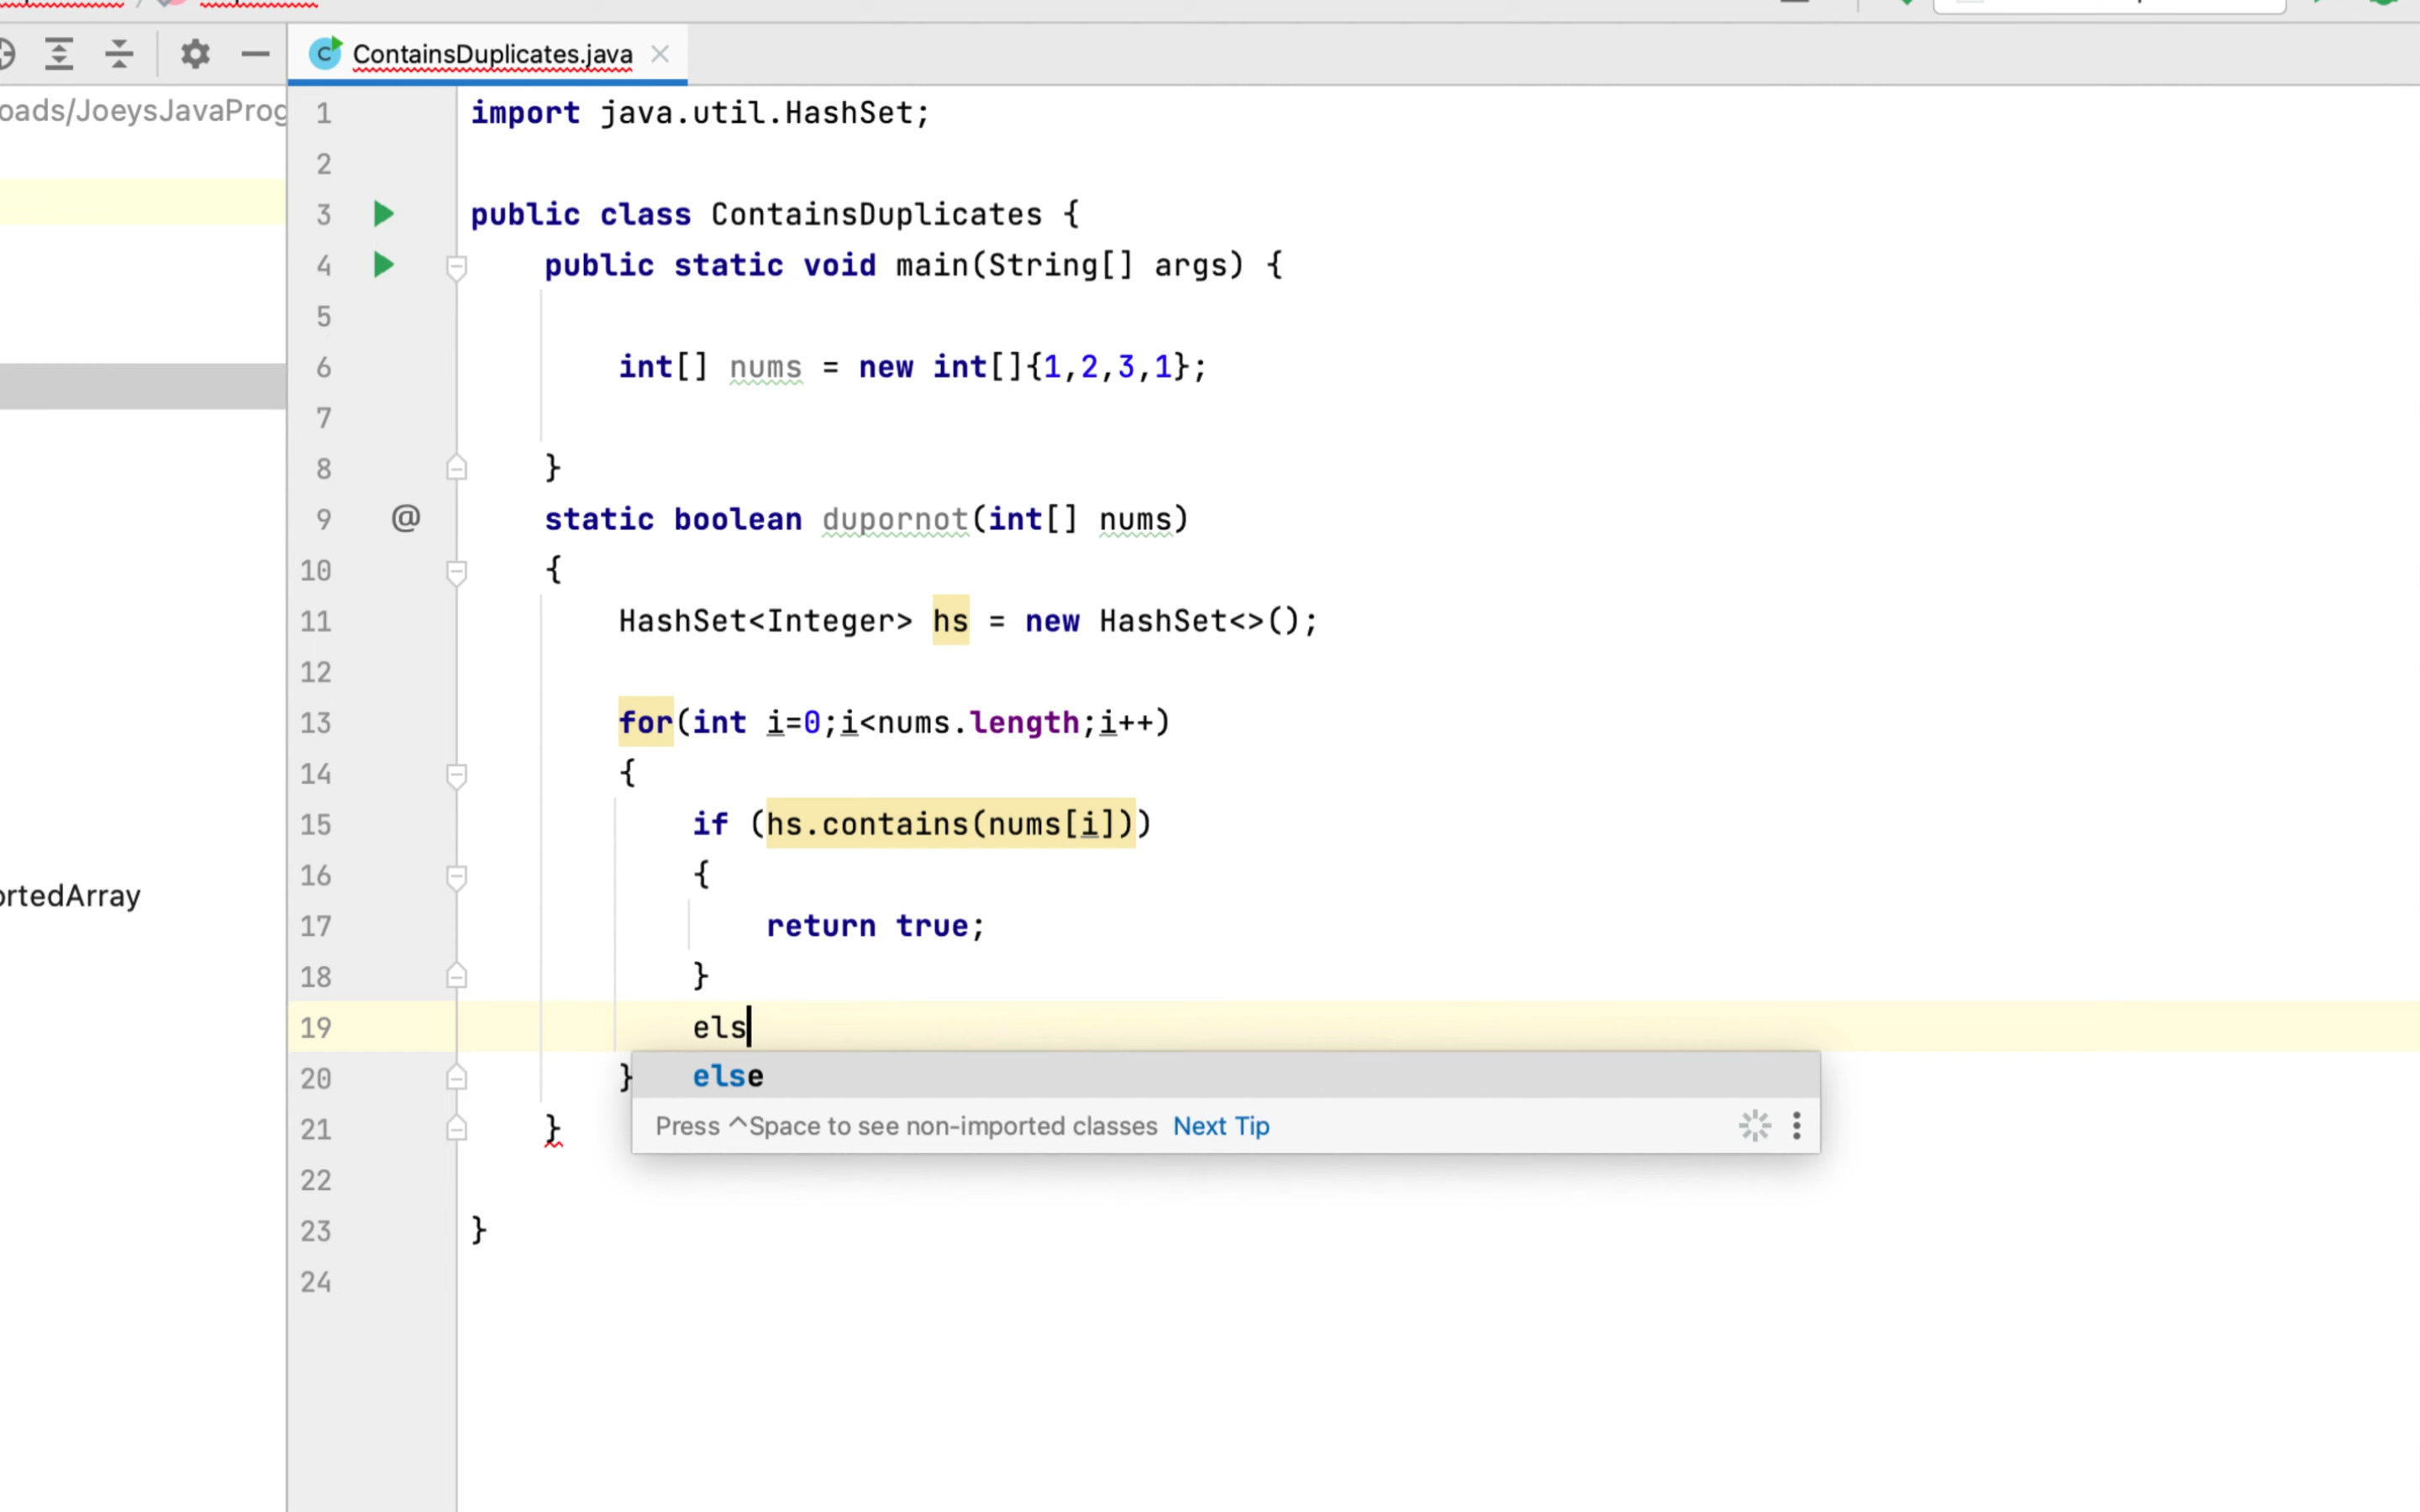 ContainsDuplicates.java
oads/JoeysJavaProg
ortedArray
1 import java.util.HashSet;
2
3 public class ContainsDuplicates {
4 public static void main(String[] args) {
5
6 int[] nums = new int[]{1,2,3,1};
7
8 }
9 @ static boolean dupornot(int[] nums)
10 {
11 HashSet<Integer> hs = new HashSet<>();
12
13 for(int i=0;i<nums.length;i++)
14 {
15 if (hs.contains(nums[i]))
16 {
17 return true;
18 }
19 els
20 }
else
Press ^Space to see non-imported classes Next Tip
21 }
22
23 }
24